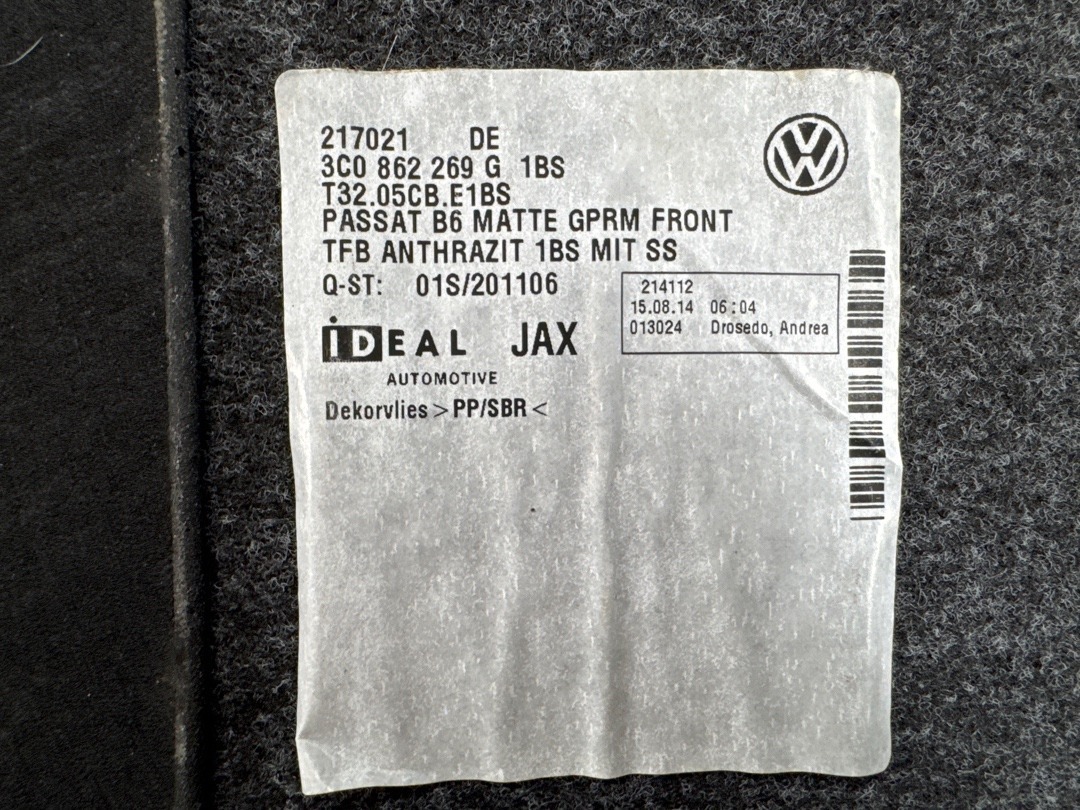 217021 DE
3C0 862 269 G 1BS
T32.05CB.E1BS
PASSAT B6 MATTE GPRM FRONT
TFB ANTHRAZIT 1BS MIT SS
Q-ST: 01S/201106
214112
15.08.14 06:04
013024 Drosedo, Andrea
IDEAL JAX
AUTOMOTIVE
Dekorvlies >PP/SBR<
VW